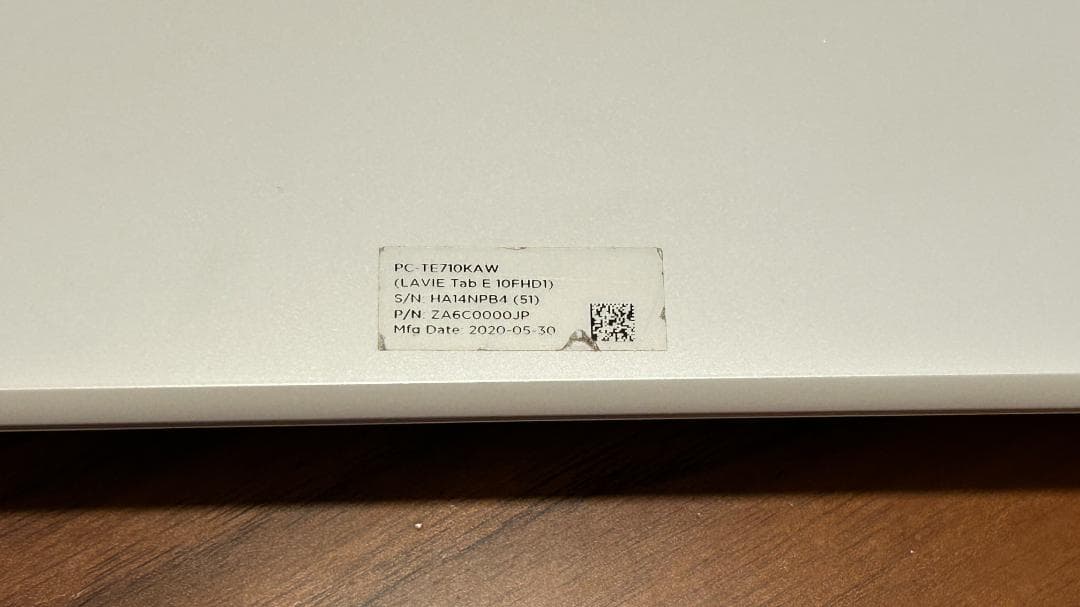 PC-TE710KAW
(LAVIE Tab E 10FHD1)
S/N: HA14NPB4 (51)
P/N: ZA6C0000JP
Mfg Date: 2020-05-30